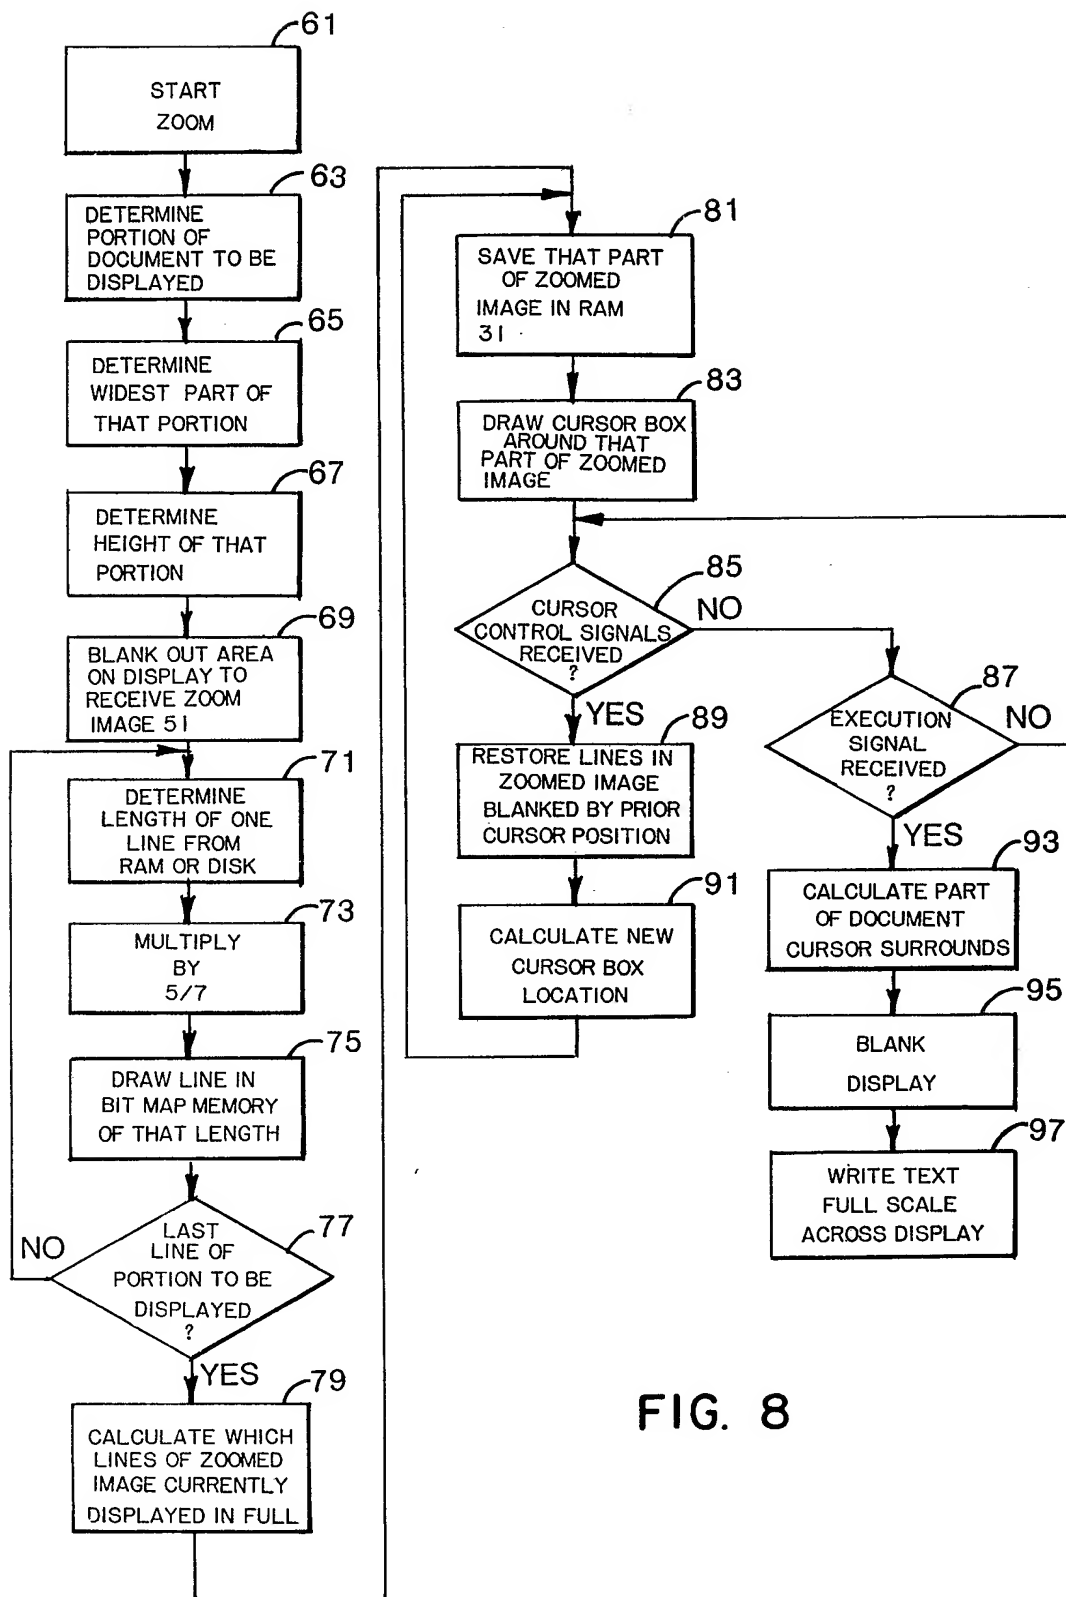 61
START
ZOOM
63
DETERMINE
PORTION OF
DOCUMENT TO BE
DISPLAYED
65
DETERMINE
WIDEST PART OF
THAT PORTION
67
DETERMINE
HEIGHT OF THAT
PORTION
69
BLANK OUT AREA
ON DISPLAY TO
RECEIVE ZOOM
IMAGE 51
71
DETERMINE
LENGTH OF ONE
LINE FROM
RAM OR DISK
73
MULTIPLY
BY
5/7
75
DRAW LINE IN
BIT MAP MEMORY
OF THAT LENGTH
77
LAST
LINE OF
PORTION TO BE
DISPLAYED
?
NO
YES
79
CALCULATE WHICH
LINES OF ZOOMED
IMAGE CURRENTLY
DISPLAYED IN FULL
81
SAVE THAT PART
OF ZOOMED
IMAGE IN RAM
31
83
DRAW CURSOR BOX
AROUND THAT
PART OF ZOOMED
IMAGE
85
CURSOR
CONTROL SIGNALS
RECEIVED
?
NO
YES
87
EXECUTION
SIGNAL
RECEIVED
?
NO
YES
89
RESTORE LINES IN
ZOOMED IMAGE
BLANKED BY PRIOR
CURSOR POSITION
91
CALCULATE NEW
CURSOR BOX
LOCATION
93
CALCULATE PART
OF DOCUMENT
CURSOR SURROUNDS
95
BLANK
DISPLAY
97
WRITE TEXT
FULL SCALE
ACROSS DISPLAY
FIG. 8